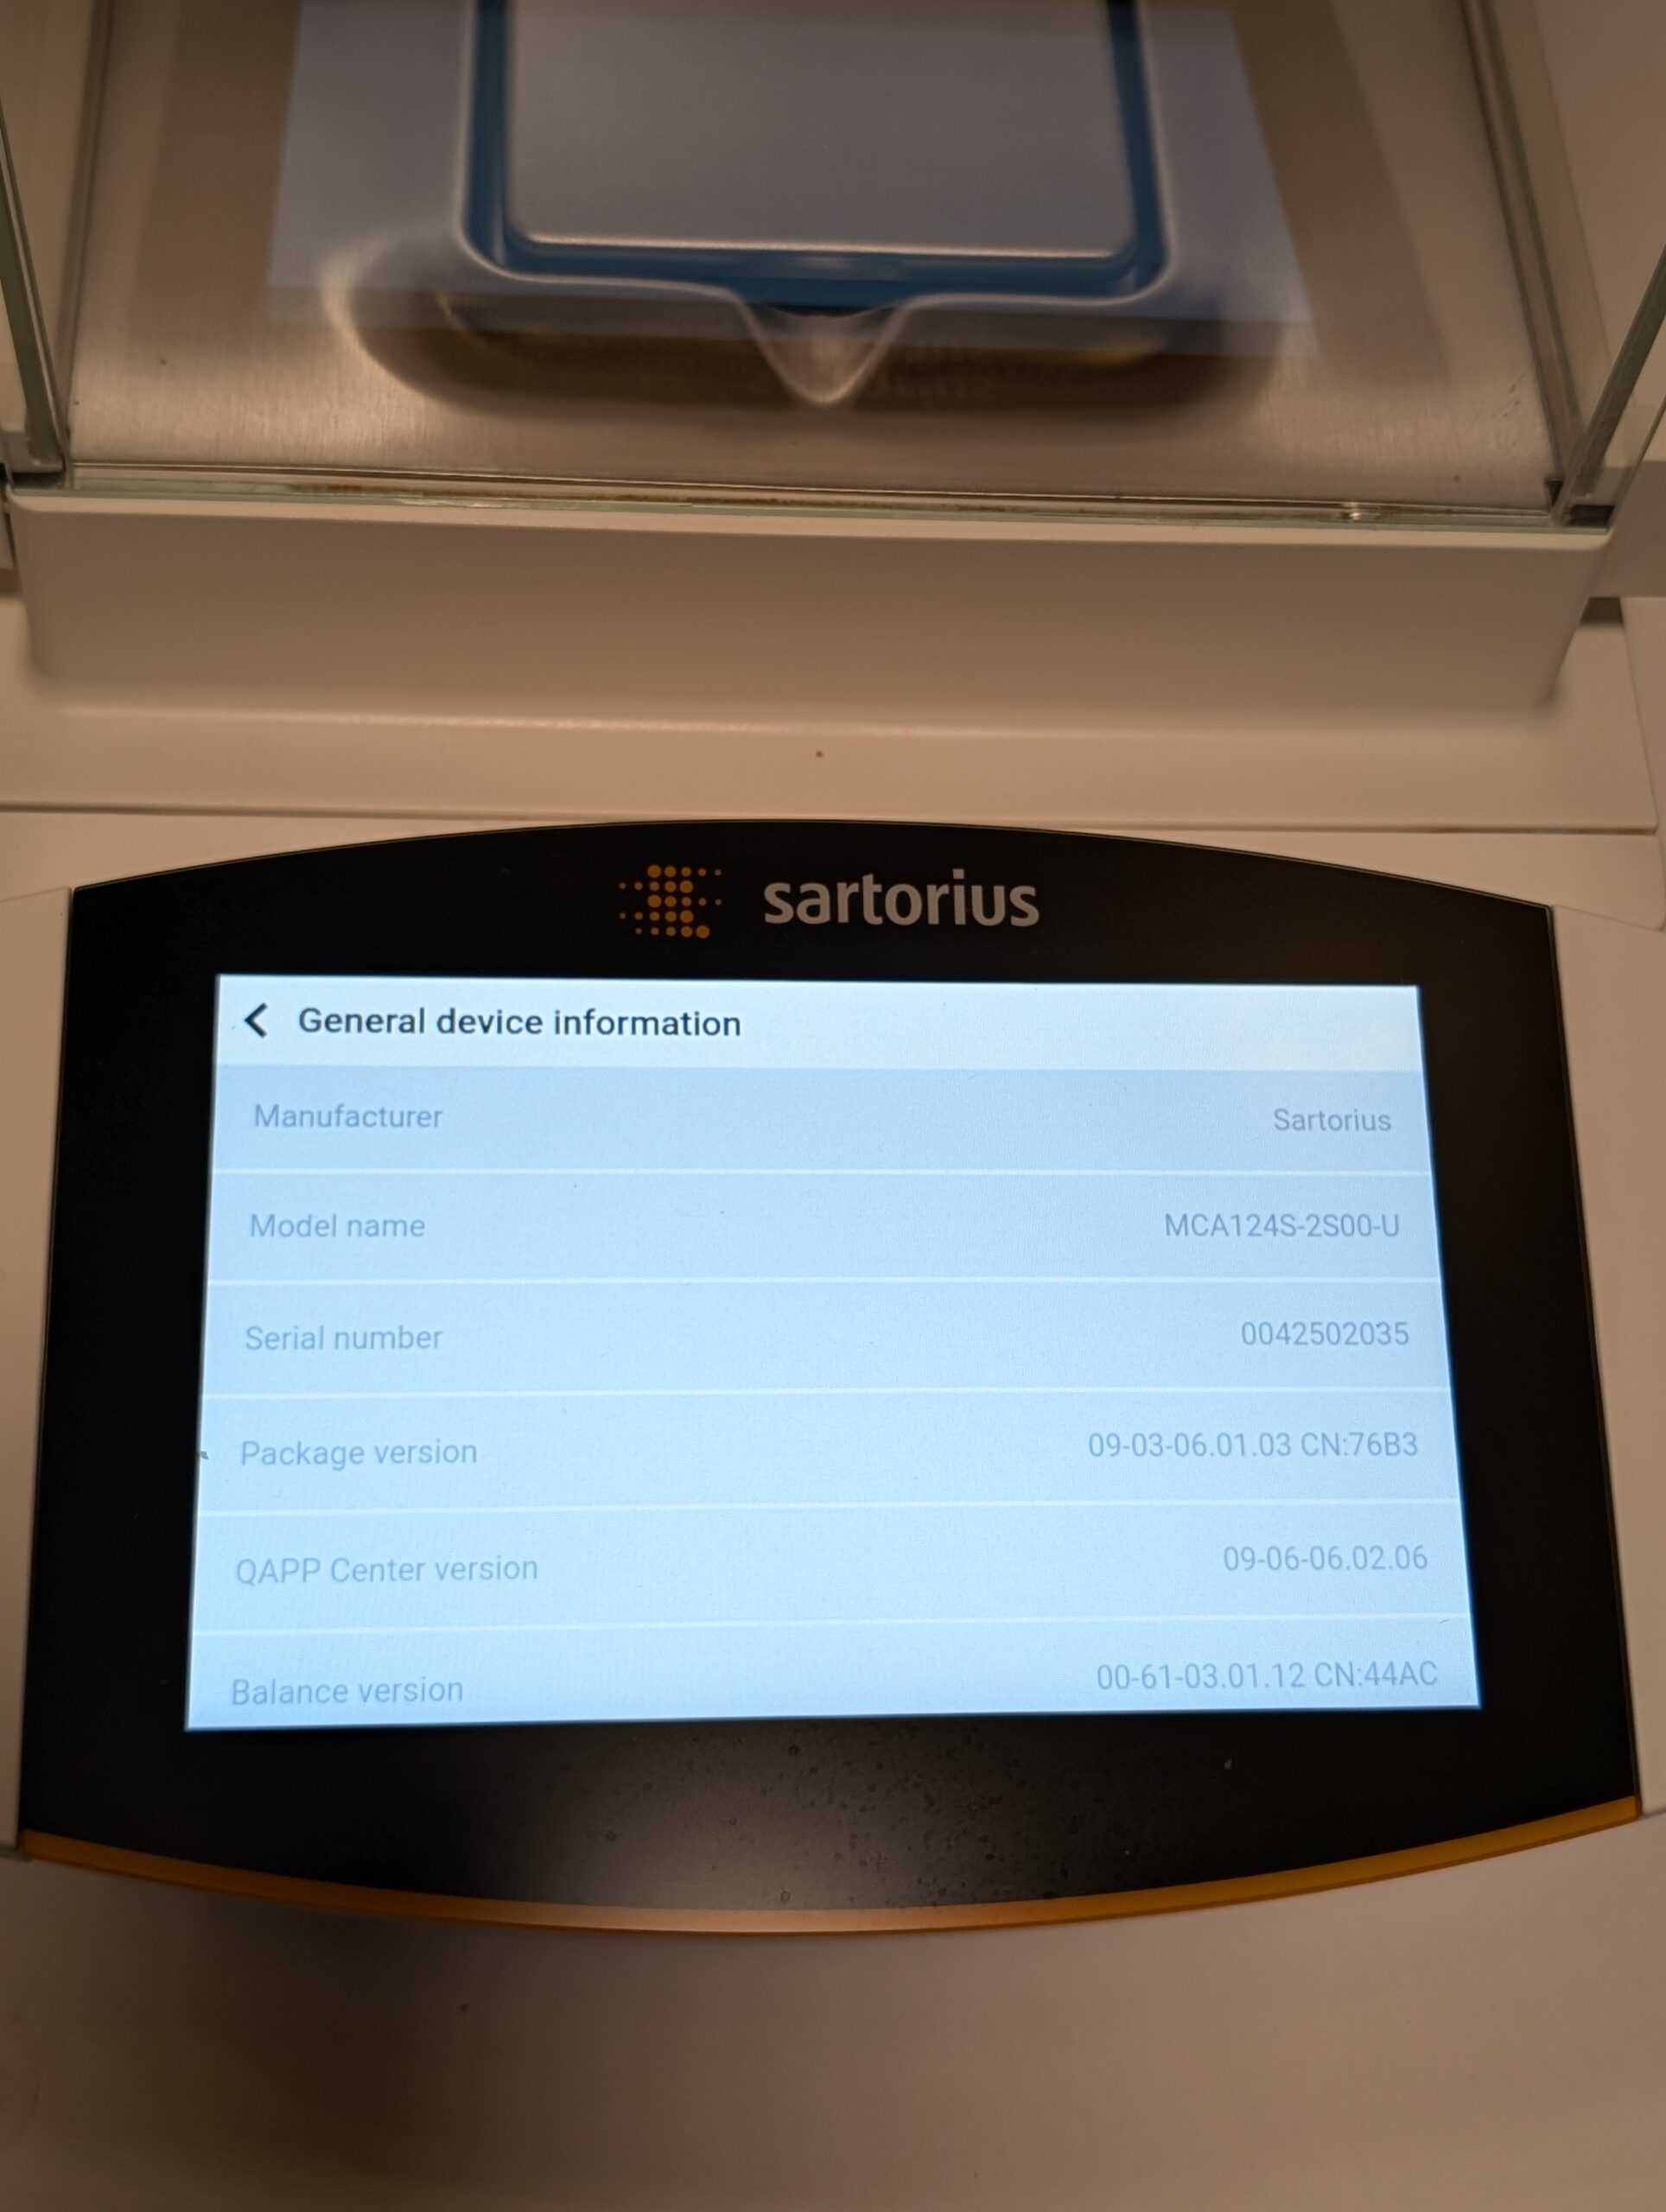 sartorius
General device information
Manufacturer Sartorius
Model name MCA124S-2S00-U
Serial number 0042502035
Package version 09-03-06.01.03 CN:76B3
QAPP Center version 09-06-06.02.06
Balance version 00-61-03.01.12 CN:44AC